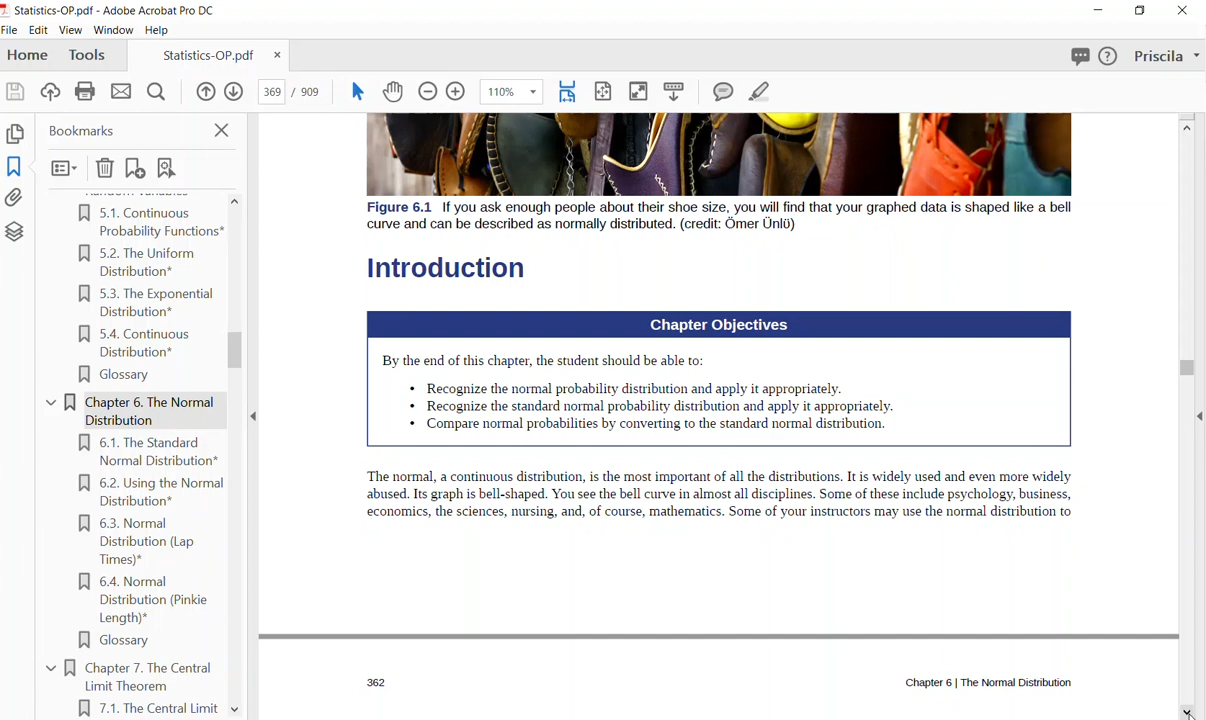 Statistics-OP.pdf - Adobe Acrobat Pro DC
File Edit View Window Help
Home Tools Statistics-OP.pdf × Priscila
369 / 909 110%
Bookmarks
5.1. Continuous
Probability Functions*
5.2. The Uniform
Distribution*
5.3. The Exponential
Distribution*
5.4. Continuous
Distribution*
Glossary
Chapter 6. The Normal
Distribution
6.1. The Standard
Normal Distribution*
6.2. Using the Normal
Distribution*
6.3. Normal
Distribution (Lap
Times)*
6.4. Normal
Distribution (Pinkie
Length)*
Glossary
Chapter 7. The Central
Limit Theorem
7.1. The Central Limit
Figure 6.1 If you ask enough people about their shoe size, you will find that your graphed data is shaped like a bell
curve and can be described as normally distributed. (credit: Ömer Ünlü)
Introduction
Chapter Objectives
By the end of this chapter, the student should be able to:
• Recognize the normal probability distribution and apply it appropriately.
• Recognize the standard normal probability distribution and apply it appropriately.
• Compare normal probabilities by converting to the standard normal distribution.
The normal, a continuous distribution, is the most important of all the distributions. It is widely used and even more widely
abused. Its graph is bell-shaped. You see the bell curve in almost all disciplines. Some of these include psychology, business,
economics, the sciences, nursing, and, of course, mathematics. Some of your instructors may use the normal distribution to
362 Chapter 6 | The Normal Distribution